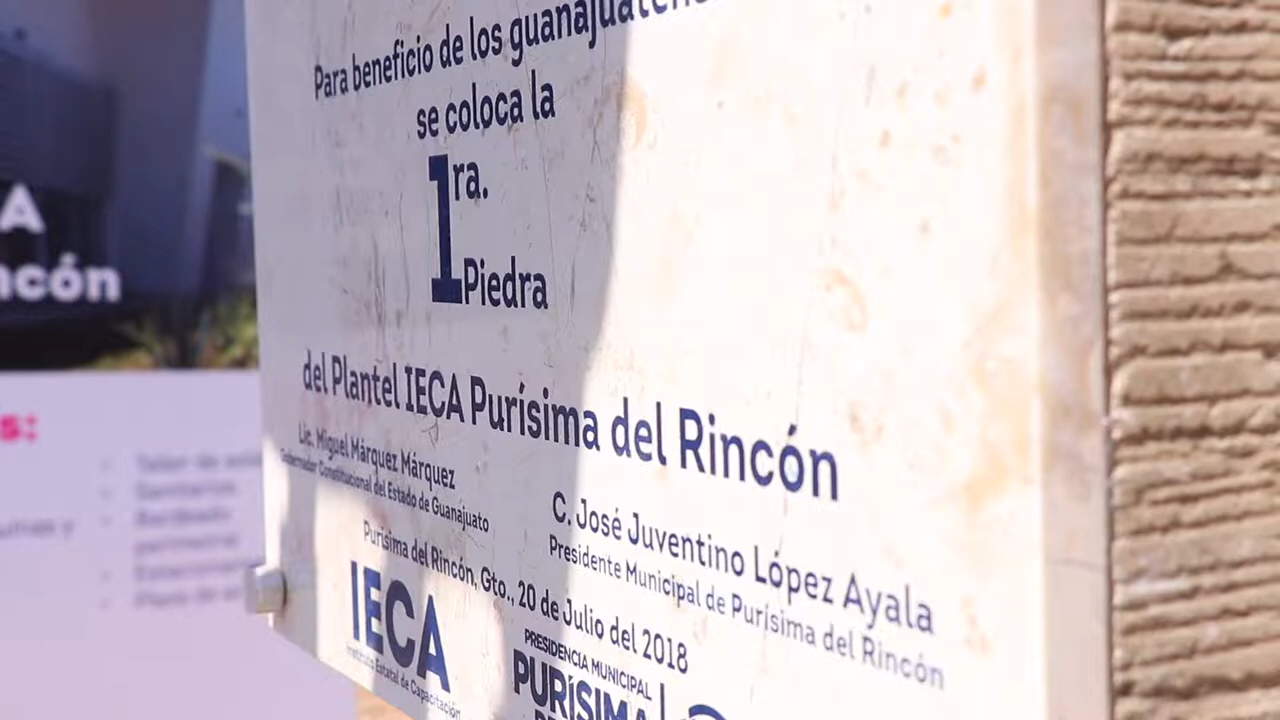 Para beneficio de los
se coloca la
1ra.
Piedra
del Plantel IECA Purísima del Rincón
Lic. Miguel Márquez Márquez
Gobernador Constitucional del Estado de Guanajuato
C. José Juventino López Ayala
Presidente Municipal de Purísima del Rincón
Purísima del Rincón, Gto., 20 de Julio del 2018
IECA
Instituto Estatal de Capacitación
PRESIDENCIA MUNICIPAL
PURÍSIMA
A
ncón
s: